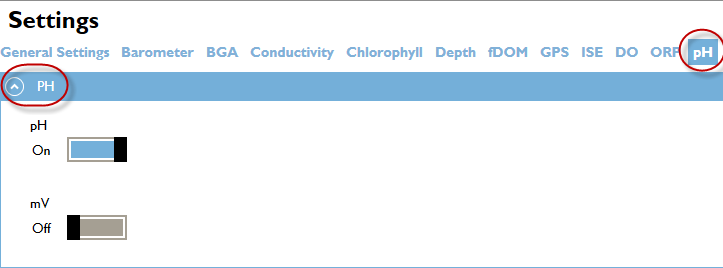 Settings
General Settings Barometer BGA Conductivity Chlorophyll Depth fDOM GPS ISE DO ORP pH
PH
pH
On
mV
Off